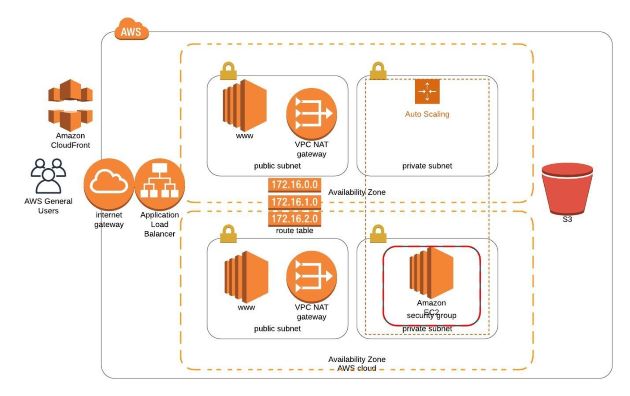 AWS
Amazon
CloudFront
AWS General
Users
internet
gateway
Application
Load
Balancer
www
VPC NAT
gateway
public subnet
Auto Scaling
private subnet
Availability Zone
172.16.0.0
172.16.1.0
172.16.2.0
route table
www
VPC NAT
gateway
public subnet
Amazon
EC2
security group
private subnet
Availability Zone
AWS cloud
S3